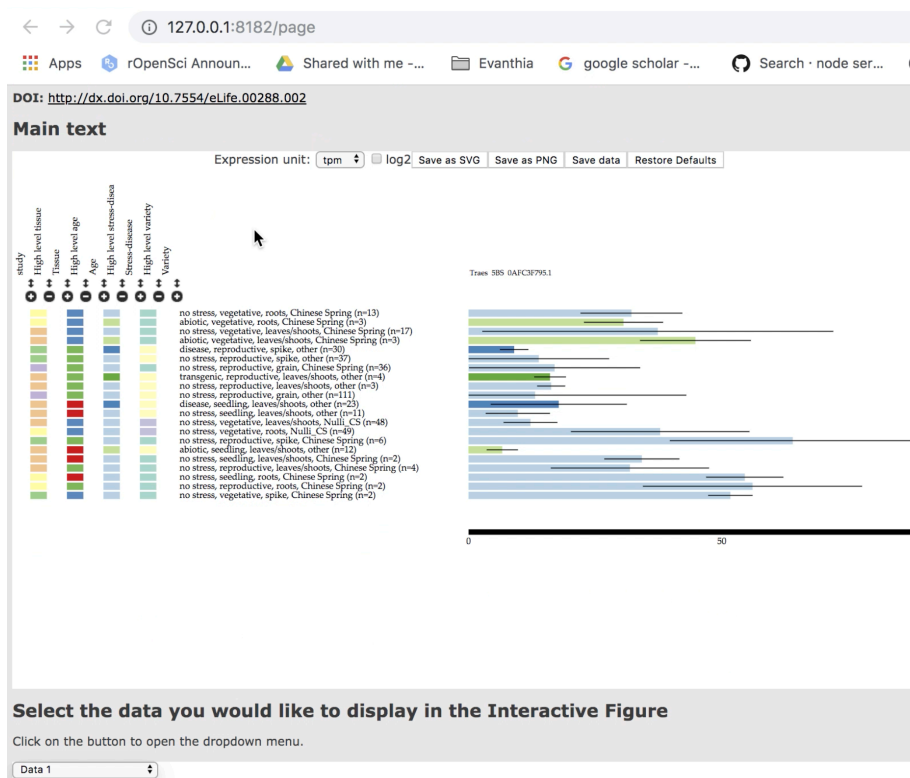 127.0.0.1:8182/page
Apps rOpenSci Announ... Shared with me -... Evanthia google scholar -... Search · node ser...
DOI: http://dx.doi.org/10.7554/eLife.00288.002
Main text
Expression unit: tpm log2 Save as SVG Save as PNG Save data Restore Defaults
study
High level tissue
Tissue
High level age
Age
High level stress-disea
Stress-disease
High level variety
Variety
Traes 5BS 0AFC3F795.1
no stress, vegetative, roots, Chinese Spring (n=13)
abiotic, vegetative, roots, Chinese Spring (n=3)
no stress, vegetative, leaves/shoots, Chinese Spring (n=17)
abiotic, vegetative, leaves/shoots, Chinese Spring (n=3)
disease, reproductive, spike, other (n=30)
no stress, reproductive, spike, other (n=37)
no stress, reproductive, grain, Chinese Spring (n=36)
transgenic, reproductive, leaves/shoots, other (n=4)
no stress, reproductive, leaves/shoots, other (n=3)
no stress, reproductive, grain, other (n=111)
disease, seedling, leaves/shoots, other (n=23)
no stress, seedling, leaves/shoots, other (n=11)
no stress, vegetative, leaves/shoots, Nulli_CS (n=48)
no stress, vegetative, roots, Nulli_CS (n=49)
no stress, reproductive, spike, Chinese Spring (n=6)
abiotic, seedling, leaves/shoots, other (n=12)
no stress, seedling, leaves/shoots, Chinese Spring (n=2)
no stress, reproductive, leaves/shoots, Chinese Spring (n=4)
no stress, seedling, roots, Chinese Spring (n=2)
no stress, reproductive, roots, Chinese Spring (n=2)
no stress, vegetative, spike, Chinese Spring (n=2)
0 50
Select the data you would like to display in the Interactive Figure
Click on the button to open the dropdown menu.
Data 1